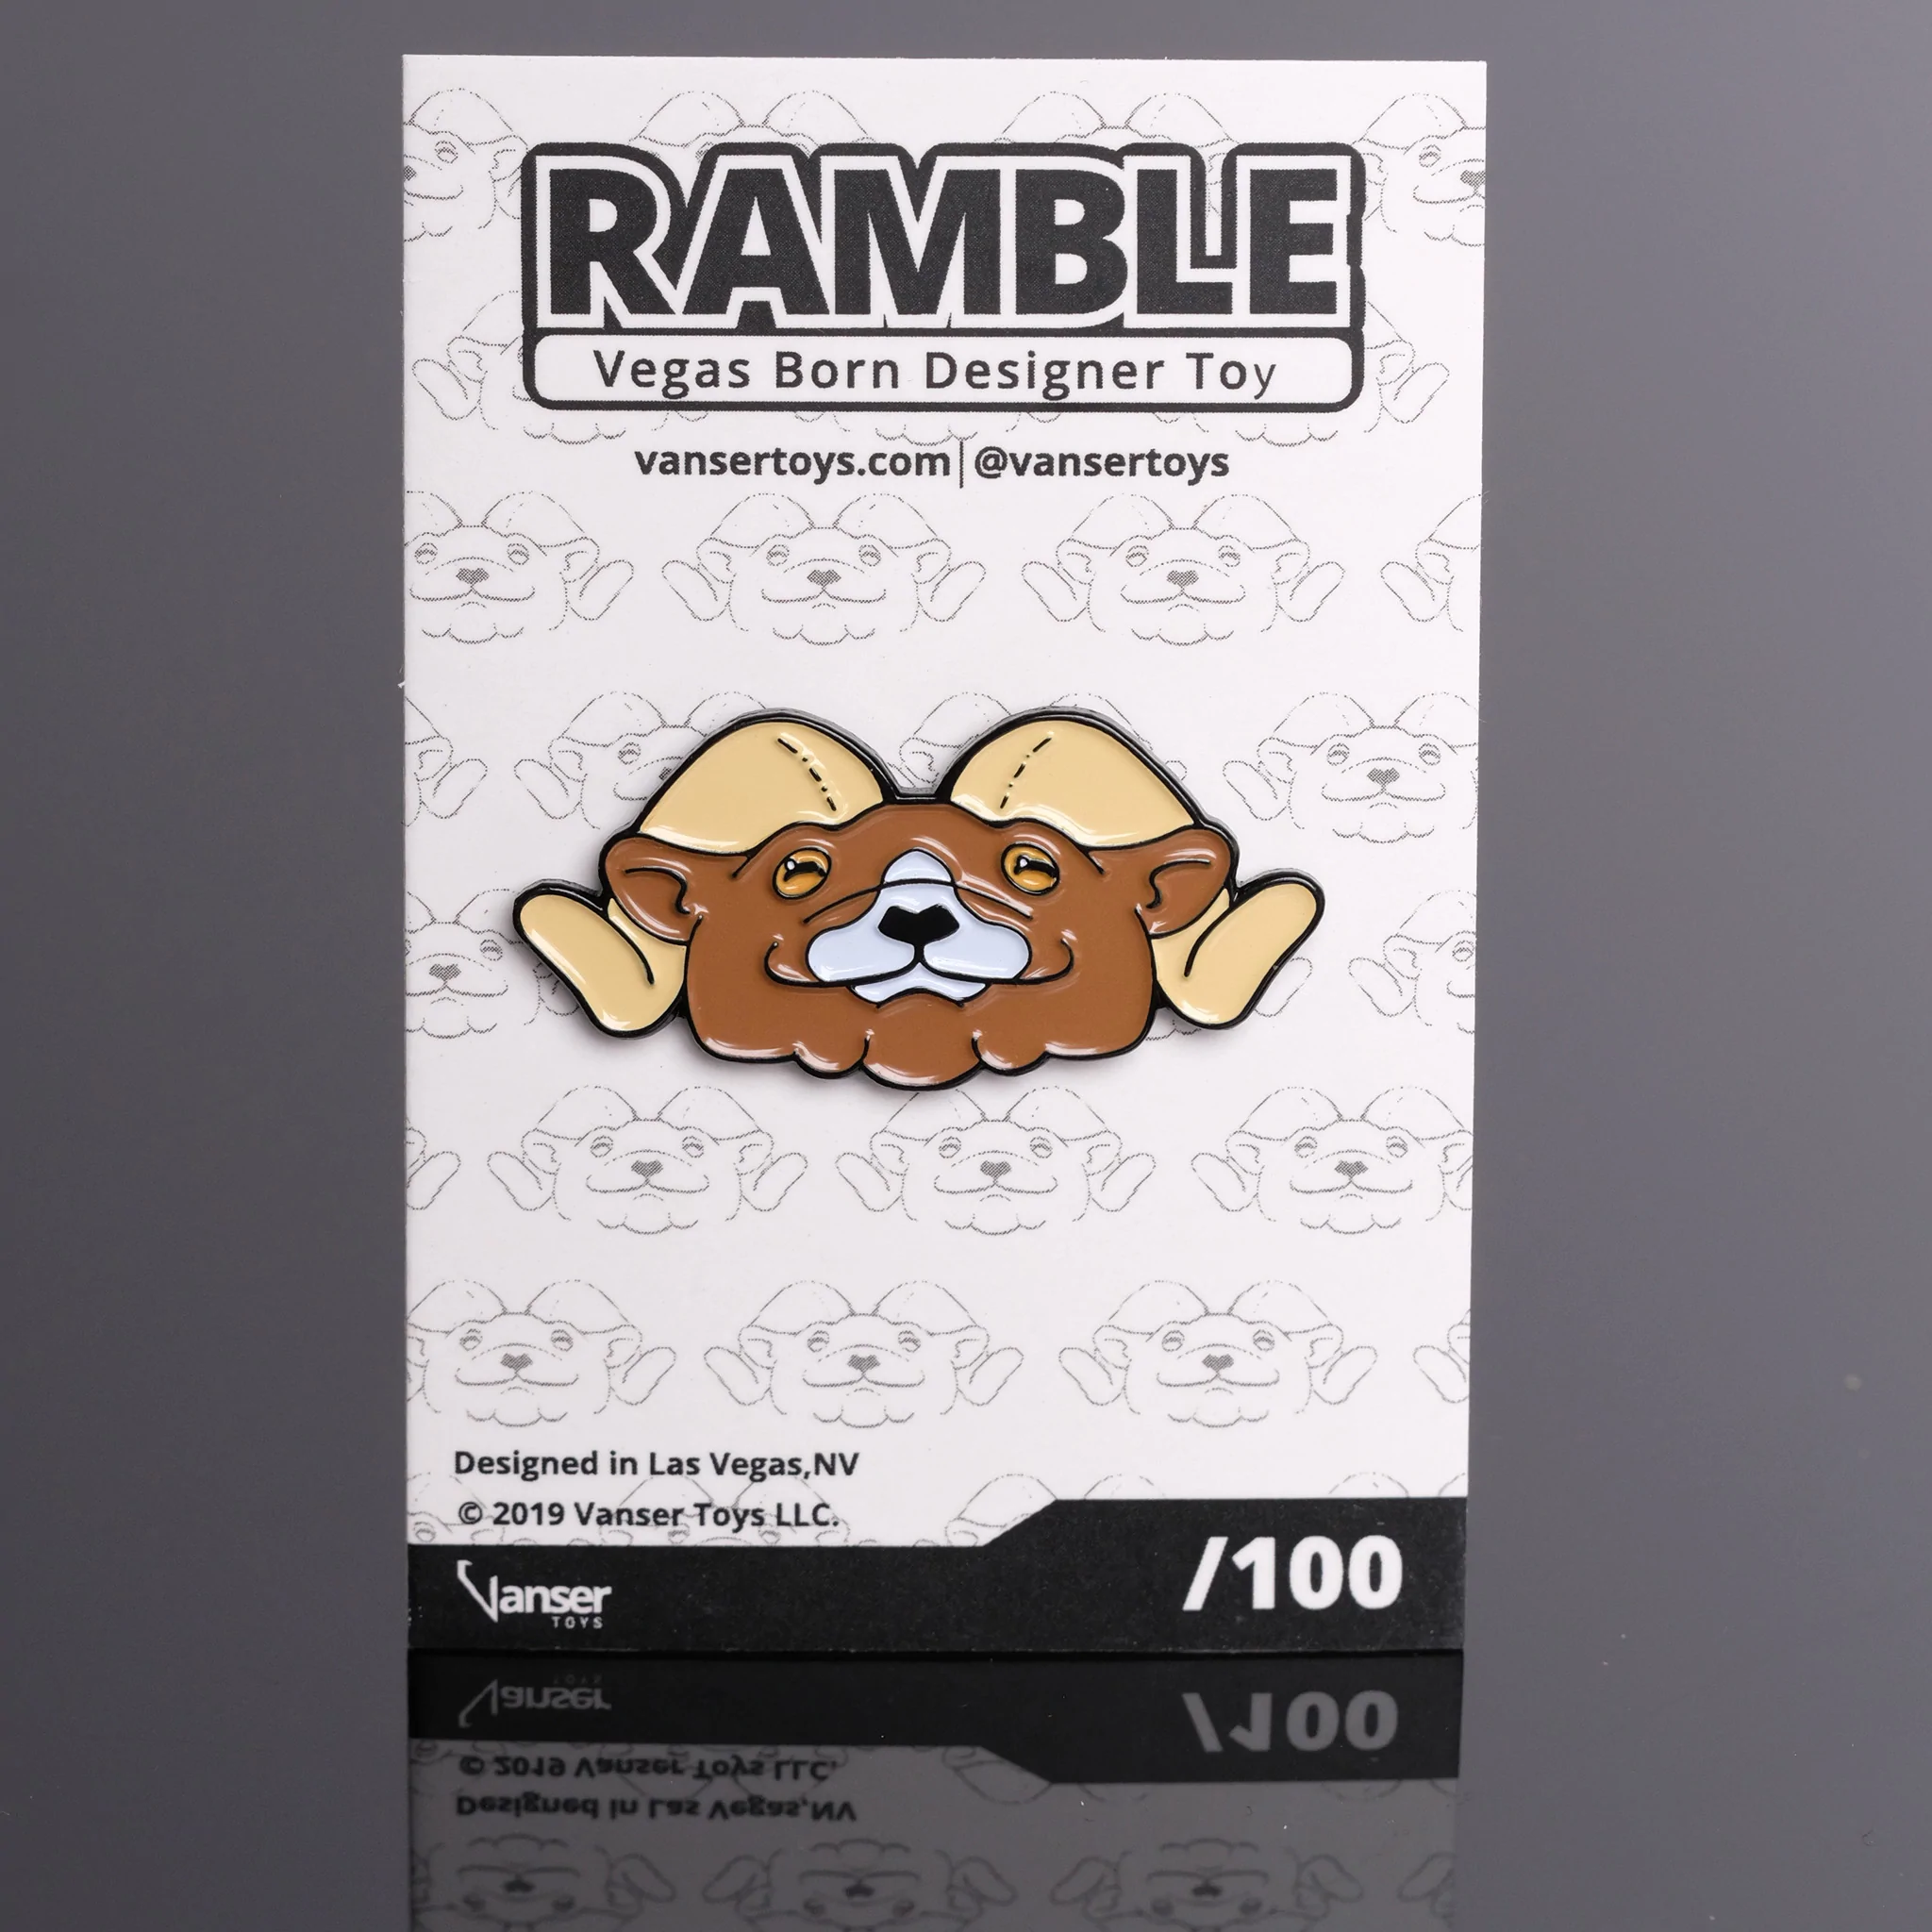 RAMBLE
Vegas Born Designer Toy
vansertoys.com|@vansertoys
Designed in Las Vegas,NV
© 2019 Vanser Toys LLC.
Vanser
TOYS
/100